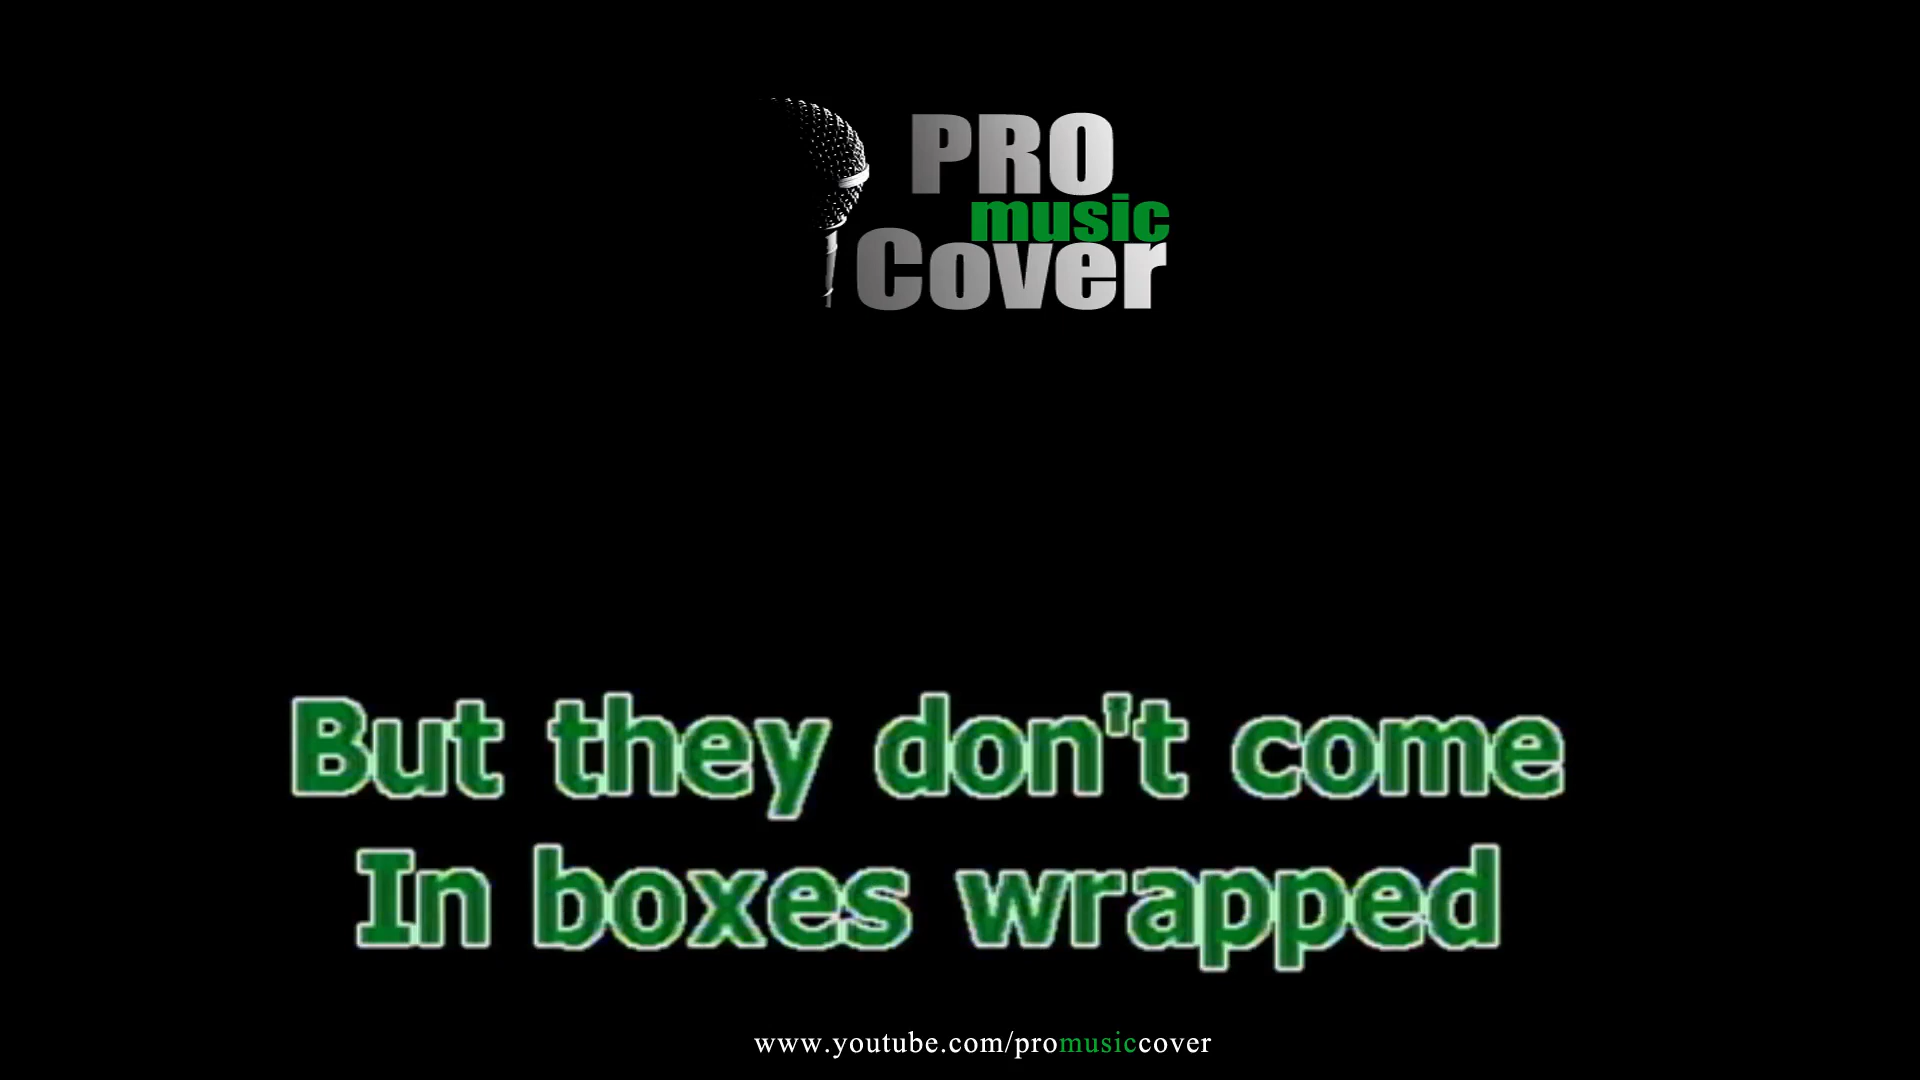 PRO
music
Cover
But they don't come
In boxes wrapped
www.youtube.com/promusiccover